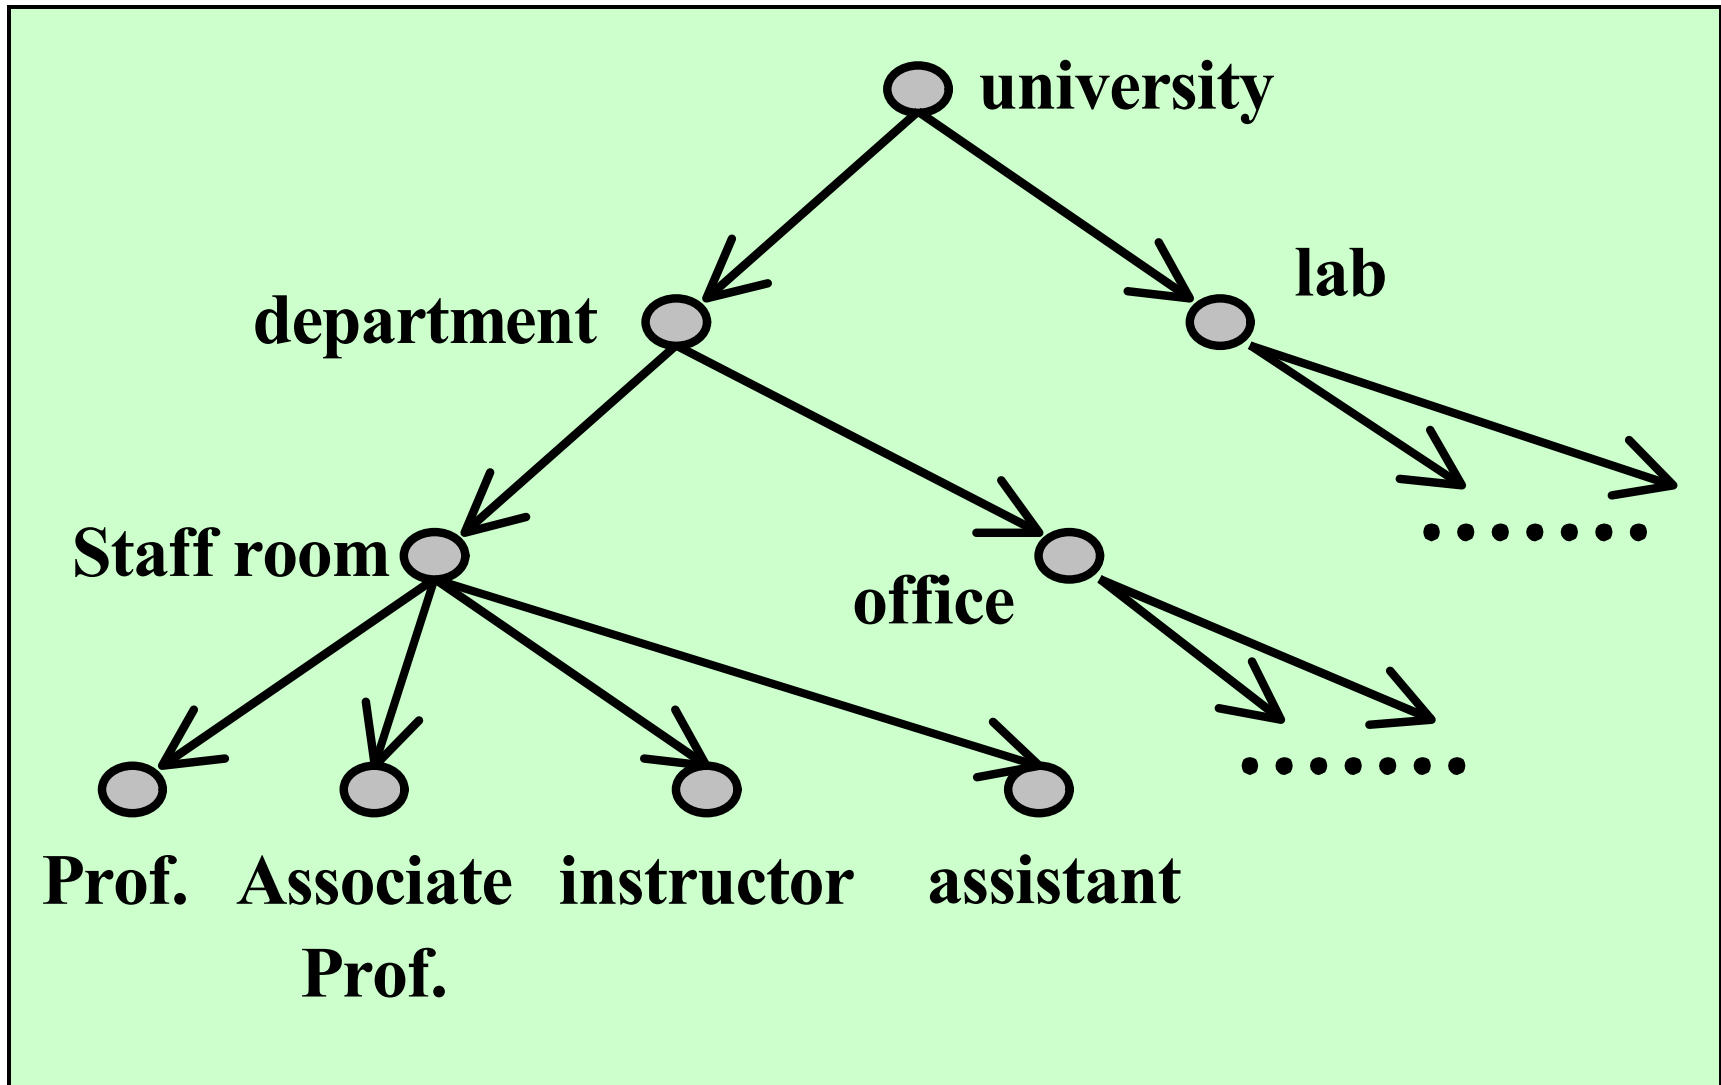 university
lab
department
Staff room
office
Prof.
Associate
instructor
assistant
Prof.